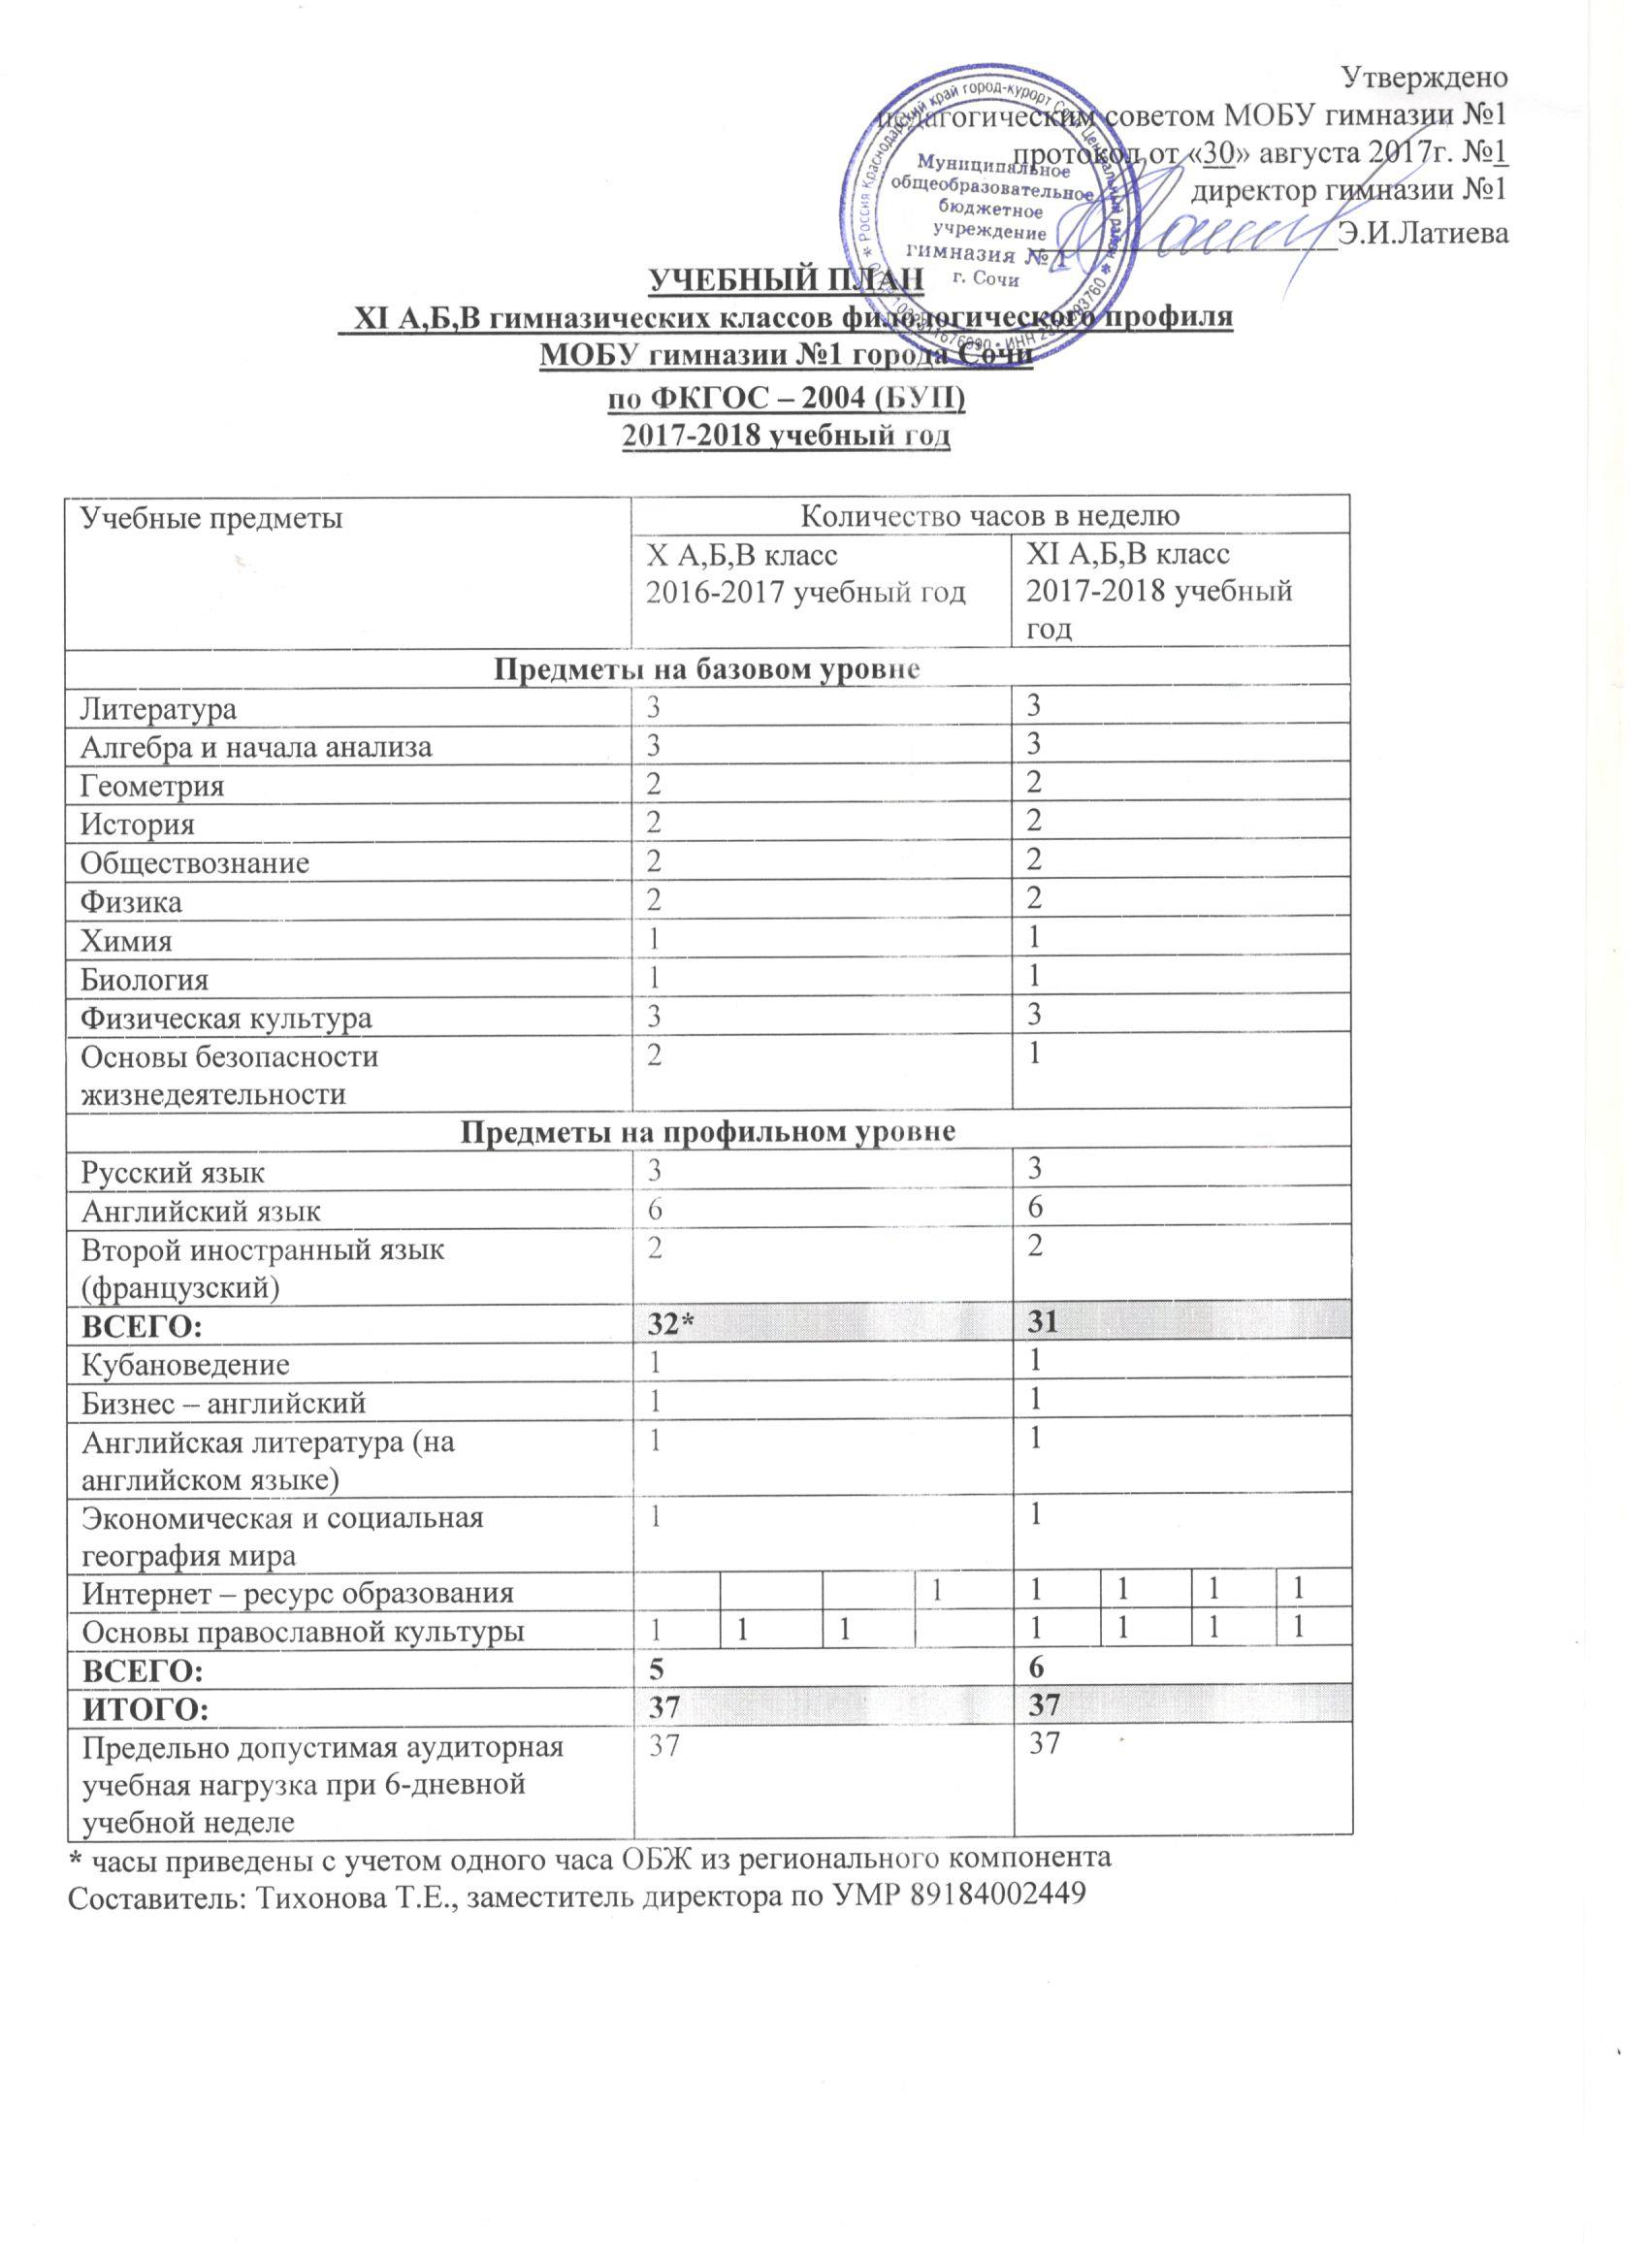 Утверждено
педагогическим советом МОБУ гимназии №1
протокол от «30» августа 2017г. №1
директор гимназии №1
Э.И.Латиева
Россия Краснодарский край город-курорт Сочи Центральный район
Муниципальное
общеобразовательное
бюджетное
учреждение
гимназия № 1
г. Сочи
УЧЕБНЫЙ ПЛАН
XI А,Б,В гимназических классов филологического профиля
МОБУ гимназии №1 города Сочи
по ФКГОС – 2004 (БУП)
2017-2018 учебный год
Учебные предметы
Количество часов в неделю
X А,Б,В класс
2016-2017 учебный год
XI А,Б,В класс
2017-2018 учебный
год
Предметы на базовом уровне
Литература 3 3
Алгебра и начала анализа 3 3
Геометрия 2 2
История 2 2
Обществознание 2 2
Физика 2 2
Химия 1 1
Биология 1 1
Физическая культура 3 3
Основы безопасности 2 1
жизнедеятельности
Предметы на профильном уровне
Русский язык 3 3
Английский язык 6 6
Второй иностранный язык 2 2
(французский)
ВСЕГО: 32* 31
Кубановедение 1 1
Бизнес – английский 1 1
Английская литература (на 1 1
английском языке)
Экономическая и социальная 1 1
география мира
Интернет – ресурс образования 1 1 1 1 1
Основы православной культуры 1 1 1 1 1 1 1
ВСЕГО: 5 6
ИТОГО: 37 37
Предельно допустимая аудиторная 37 37
учебная нагрузка при 6-дневной
учебной неделе
* часы приведены с учетом одного часа ОБЖ из регионального компонента
Составитель: Тихонова Т.Е., заместитель директора по УМР 89184002449